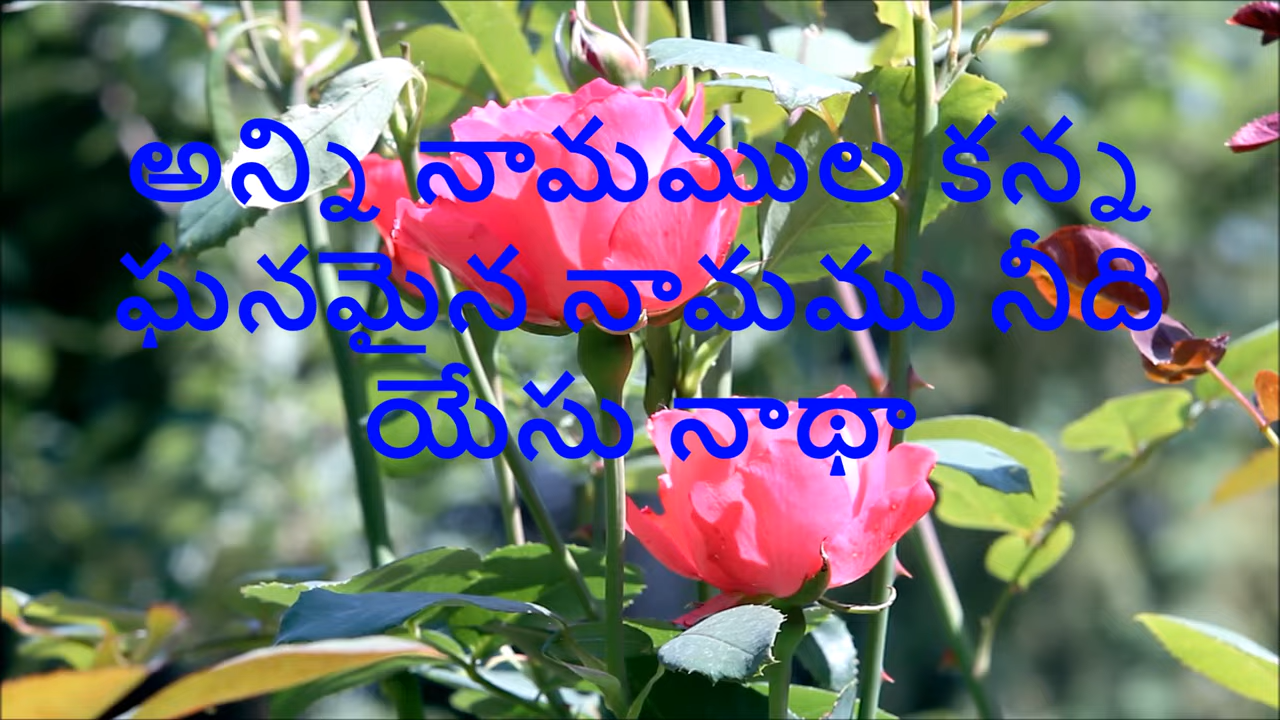 అన్ని నామముల కన్న
ఘనమైన నామము నీది
యేసు నాథా